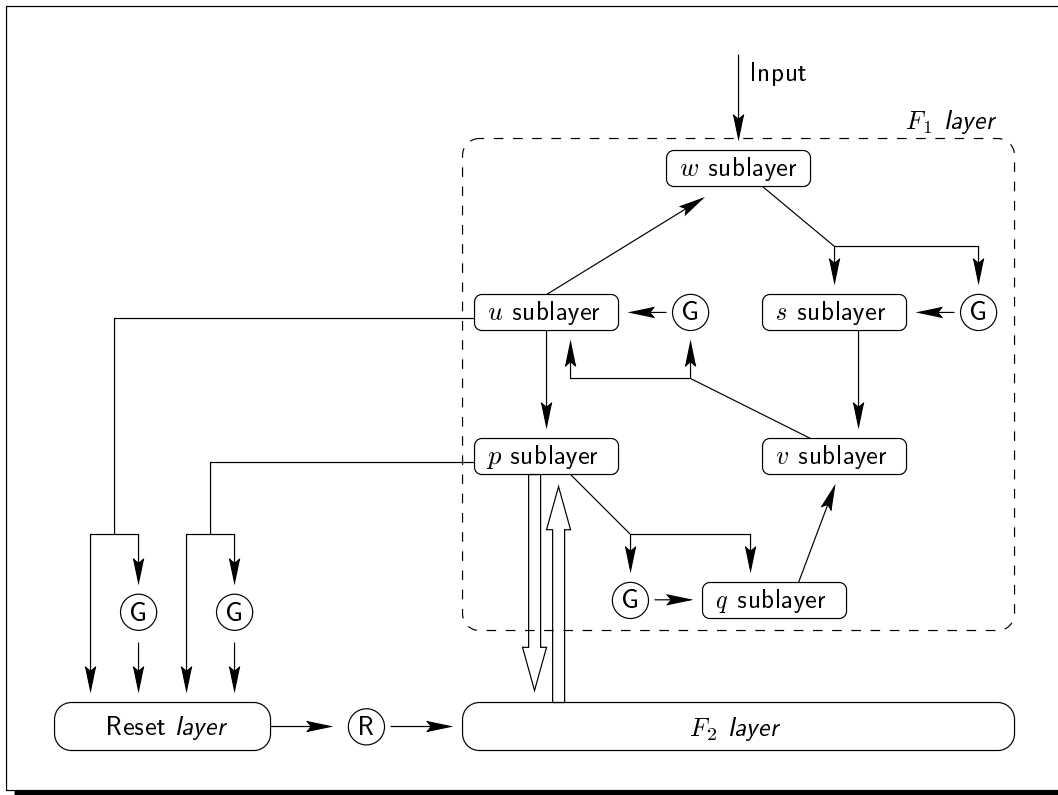 Input
F₁ layer
w sublayer
u sublayer
G
s sublayer
G
p sublayer
v sublayer
G
G
G
q sublayer
Reset layer
R
F₂ layer